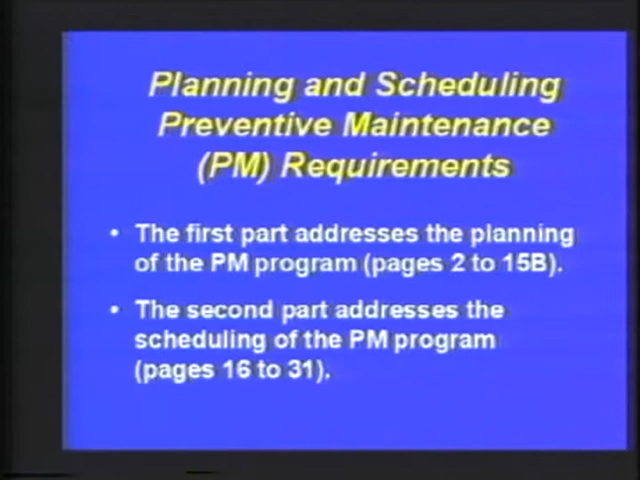 Planning and Scheduling
Preventive Maintenance
(PM) Requirements
• The first part addresses the planning
of the PM program (pages 2 to 15B).
• The second part addresses the
scheduling of the PM program
(pages 16 to 31).